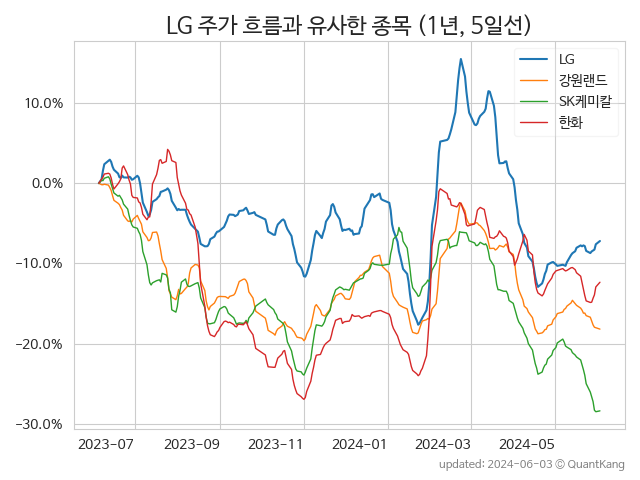 LG 주가 흐름과 유사한 종목 (1년, 5일선)
LG
강원랜드
SK케미칼
한화
10.0%
0.0%
−10.0%
−20.0%
−30.0%
2023-07 2023-09 2023-11 2024-01 2024-03 2024-05
updated: 2024-06-03 ⓒ QuantKang